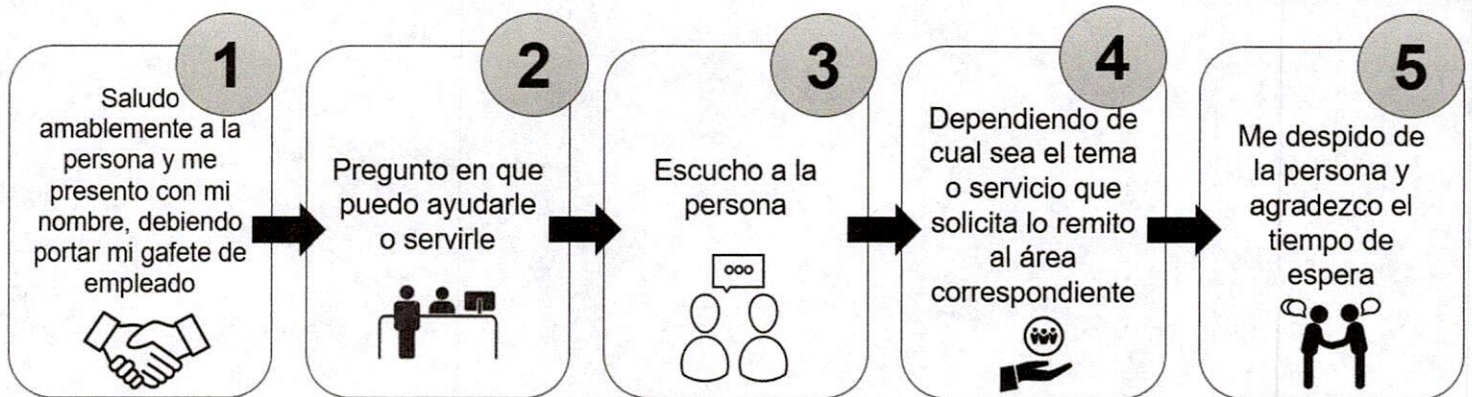 1
Saludo
amablemente a la
persona y me
presento con mi
nombre, debiendo
portar mi gafete de
empleado
2
Pregunto en que
puedo ayudarle
o servirle
3
Escucho a la
persona
4
Dependiendo de
cual sea el tema
o servicio que
solicita lo remito
al área
correspondiente
5
Me despido de
la persona y
agradezco el
tiempo de
espera